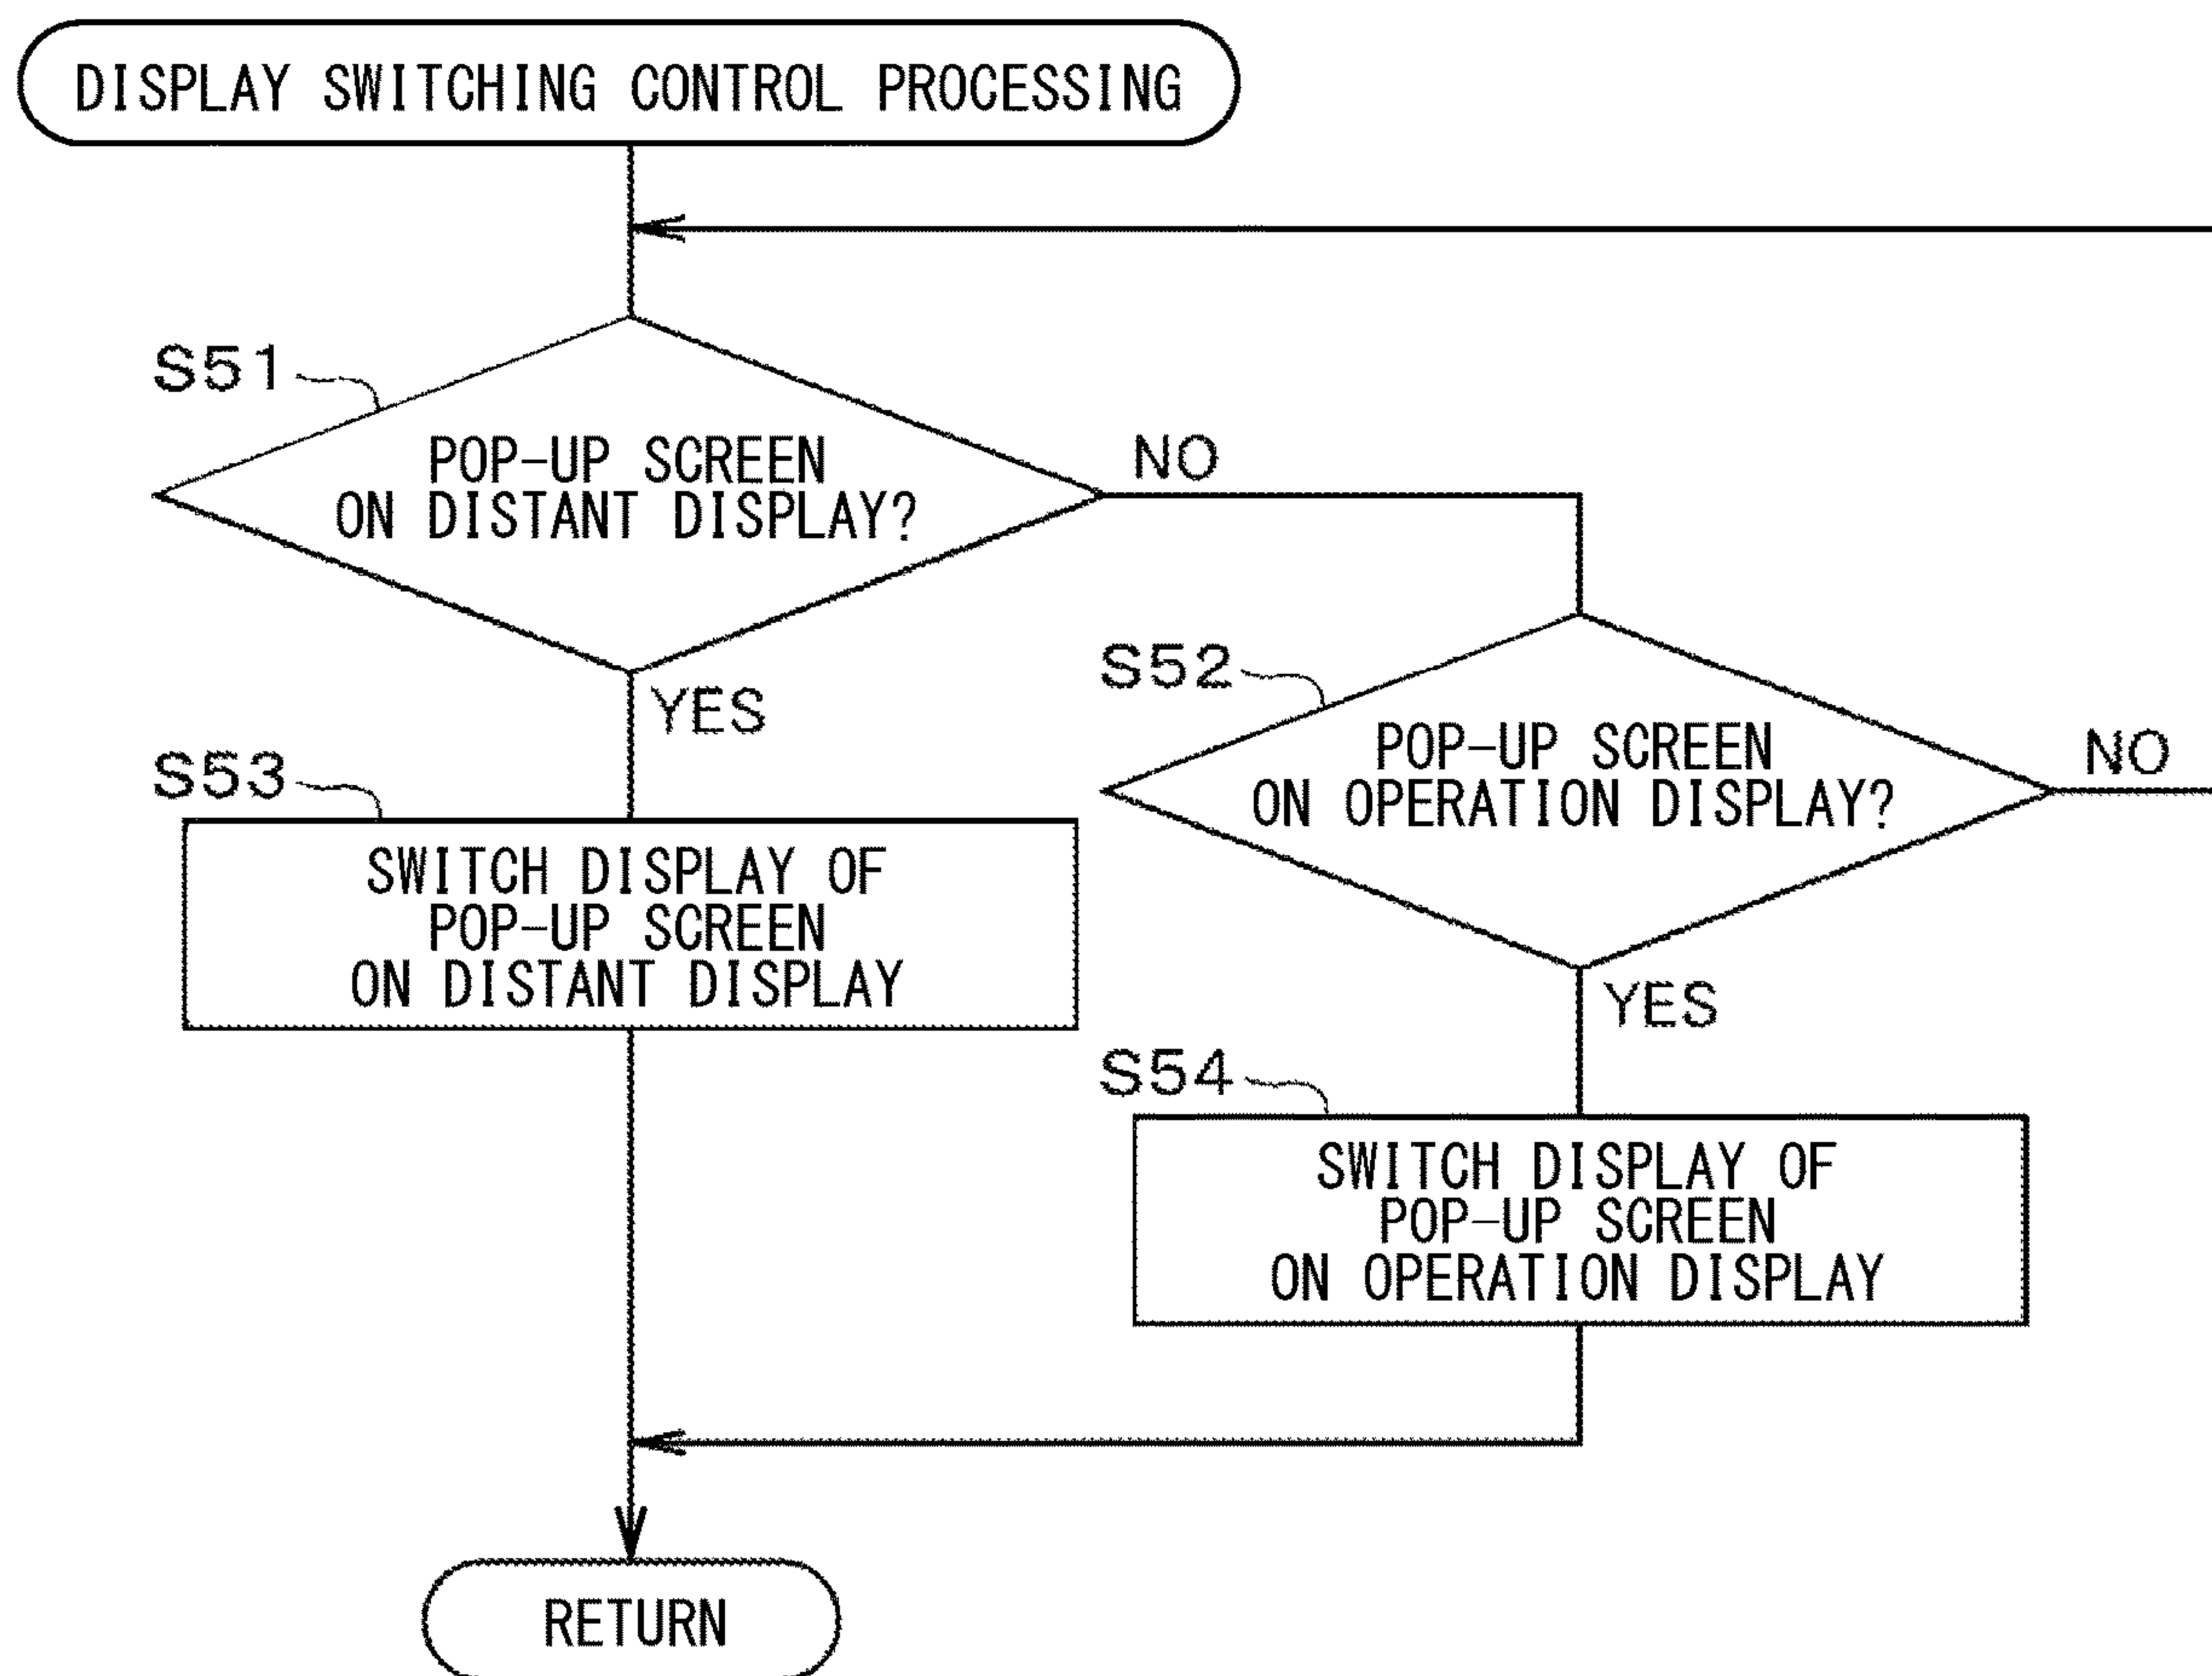 DISPLAY SWITCHING CONTROL PROCESSING
S51
POP-UP SCREEN
ON DISTANT DISPLAY?
NO
YES
S52
POP-UP SCREEN
ON OPERATION DISPLAY?
NO
YES
S53
SWITCH DISPLAY OF
POP-UP SCREEN
ON DISTANT DISPLAY
S54
SWITCH DISPLAY OF
POP-UP SCREEN
ON OPERATION DISPLAY
RETURN